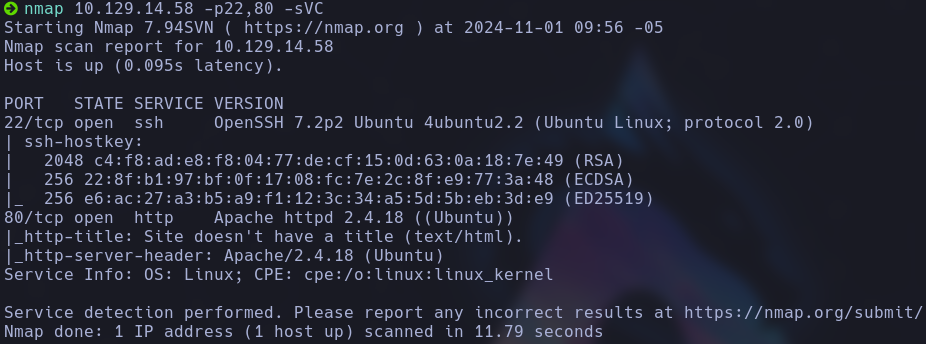 nmap 10.129.14.58 -p22,80 -sVC
Starting Nmap 7.94SVN ( https://nmap.org ) at 2024-11-01 09:56 -05
Nmap scan report for 10.129.14.58
Host is up (0.095s latency).

PORT   STATE SERVICE VERSION
22/tcp open  ssh     OpenSSH 7.2p2 Ubuntu 4ubuntu2.2 (Ubuntu Linux; protocol 2.0)
| ssh-hostkey:
|   2048 c4:f8:ad:e8:f8:04:77:de:cf:15:0d:63:0a:18:7e:49 (RSA)
|   256 22:8f:b1:97:bf:0f:17:08:fc:7e:2c:8f:e9:77:3a:48 (ECDSA)
|_  256 e6:ac:27:a3:b5:a9:f1:12:3c:34:a5:5d:5b:eb:3d:e9 (ED25519)
80/tcp open  http    Apache httpd 2.4.18 ((Ubuntu))
|_http-title: Site doesn't have a title (text/html).
|_http-server-header: Apache/2.4.18 (Ubuntu)
Service Info: OS: Linux; CPE: cpe:/o:linux:linux_kernel

Service detection performed. Please report any incorrect results at https://nmap.org/submit/
Nmap done: 1 IP address (1 host up) scanned in 11.79 seconds